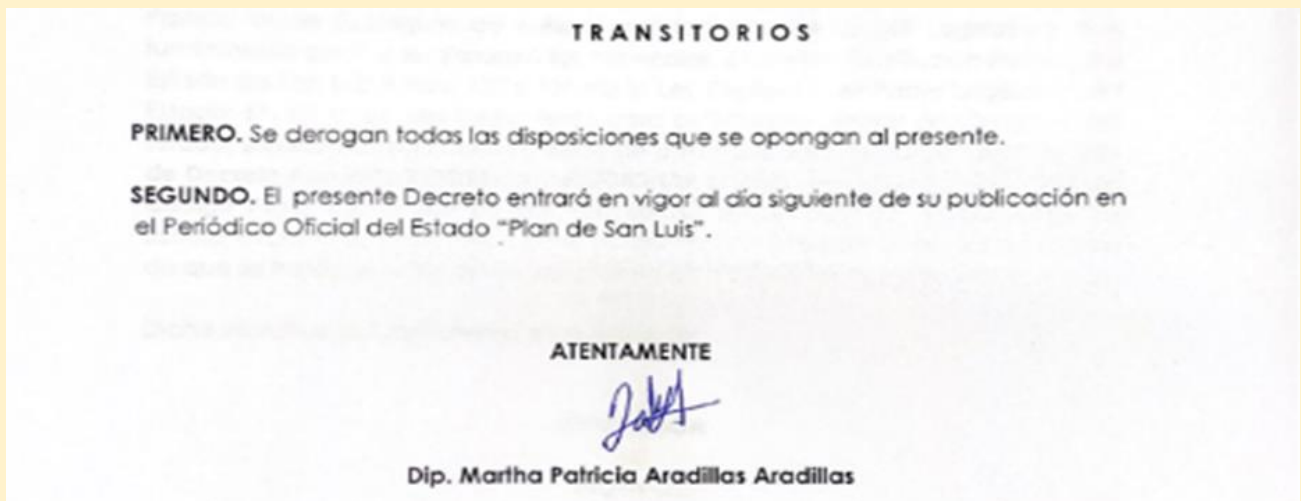 TRANSITORIOS
PRIMERO. Se derogan todas las disposiciones que se opongan al presente.
SEGUNDO. El presente Decreto entrará en vigor al día siguiente de su publicación en
el Periódico Oficial del Estado "Plan de San Luis".
ATENTAMENTE
Dip. Martha Patricia Aradillas Aradillas